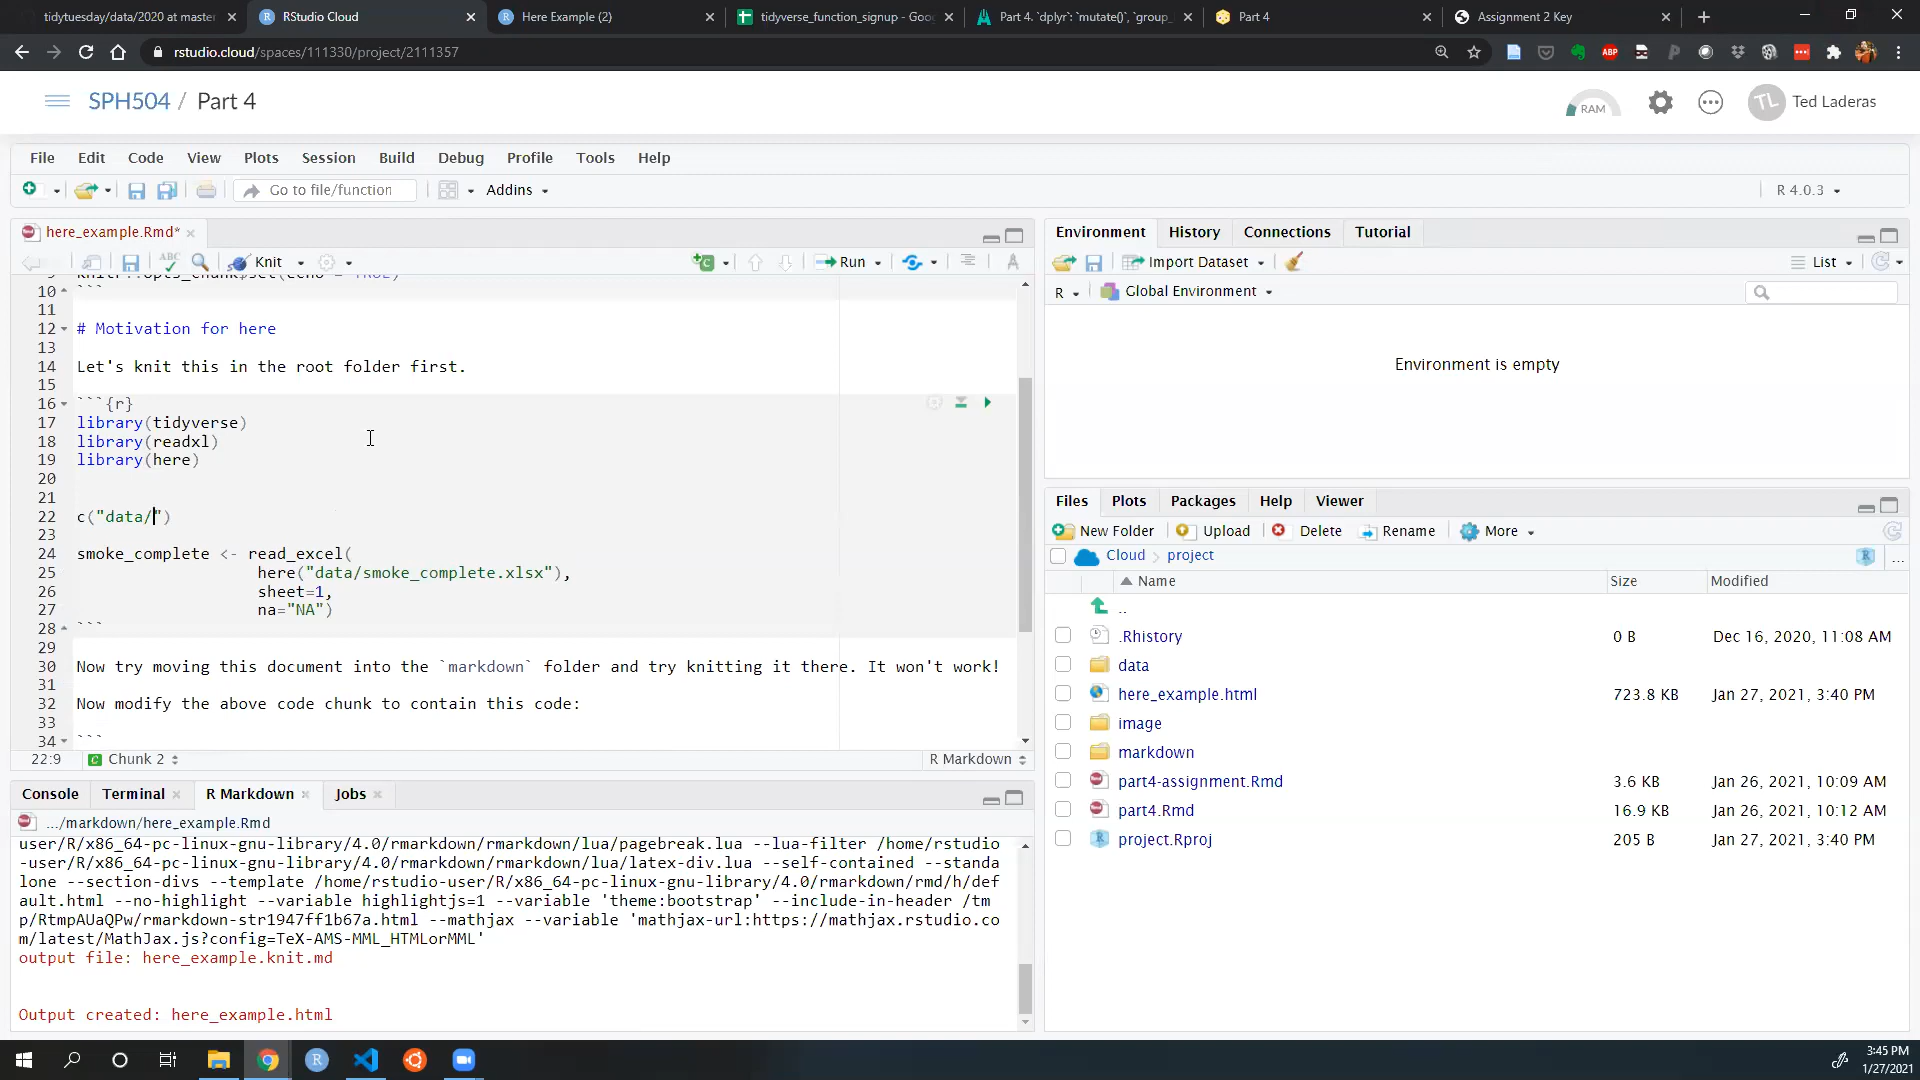 tidytuesday/data/2020 at master
RStudio Cloud
Here Example (2)
tidyverse_function_signup - Goo
Part 4. `dplyr`: `mutate()`, `group_
Part 4
Assignment 2 Key
rstudio.cloud/spaces/111330/project/2111357
SPH504 / Part 4
RAM
TL
Ted Laderas
File Edit Code View Plots Session Build Debug Profile Tools Help
Go to file/function
Addins
R 4.0.3
here_example.Rmd*
Knit
Run
9 knitr::opts_chunk$set(echo = TRUE)
10 ```
11
12 # Motivation for here
13
14 Let's knit this in the root folder first.
15
16 ```{r}
17 library(tidyverse)
18 library(readxl)
19 library(here)
20
21
22 c("data/")
23
24 smoke_complete <- read_excel(
25 here("data/smoke_complete.xlsx"),
26 sheet=1,
27 na="NA")
28 ```
29
30 Now try moving this document into the `markdown` folder and try knitting it there. It won't work!
31
32 Now modify the above code chunk to contain this code:
33
34 ```
22:9 Chunk 2 R Markdown
Console Terminal R Markdown Jobs
.../markdown/here_example.Rmd
user/R/x86_64-pc-linux-gnu-library/4.0/rmarkdown/rmarkdown/lua/pagebreak.lua --lua-filter /home/rstudio
-user/R/x86_64-pc-linux-gnu-library/4.0/rmarkdown/rmarkdown/lua/latex-div.lua --self-contained --standa
lone --section-divs --template /home/rstudio-user/R/x86_64-pc-linux-gnu-library/4.0/rmarkdown/rmd/h/def
ault.html --no-highlight --variable highlightjs=1 --variable 'theme:bootstrap' --include-in-header /tm
p/RtmpAUaQPw/rmarkdown-str1947ff1b67a.html --mathjax --variable 'mathjax-url:https://mathjax.rstudio.co
m/latest/MathJax.js?config=TeX-AMS-MML_HTMLorMML'
output file: here_example.knit.md
Output created: here_example.html
Environment History Connections Tutorial
Import Dataset
List
R
Global Environment
Environment is empty
Files Plots Packages Help Viewer
New Folder Upload Delete Rename More
Cloud project
R
...
Name Size Modified
..
.Rhistory 0 B Dec 16, 2020, 11:08 AM
data
here_example.html 723.8 KB Jan 27, 2021, 3:40 PM
image
markdown
part4-assignment.Rmd 3.6 KB Jan 26, 2021, 10:09 AM
part4.Rmd 16.9 KB Jan 26, 2021, 10:12 AM
project.Rproj 205 B Jan 27, 2021, 3:40 PM
3:45 PM
1/27/2021